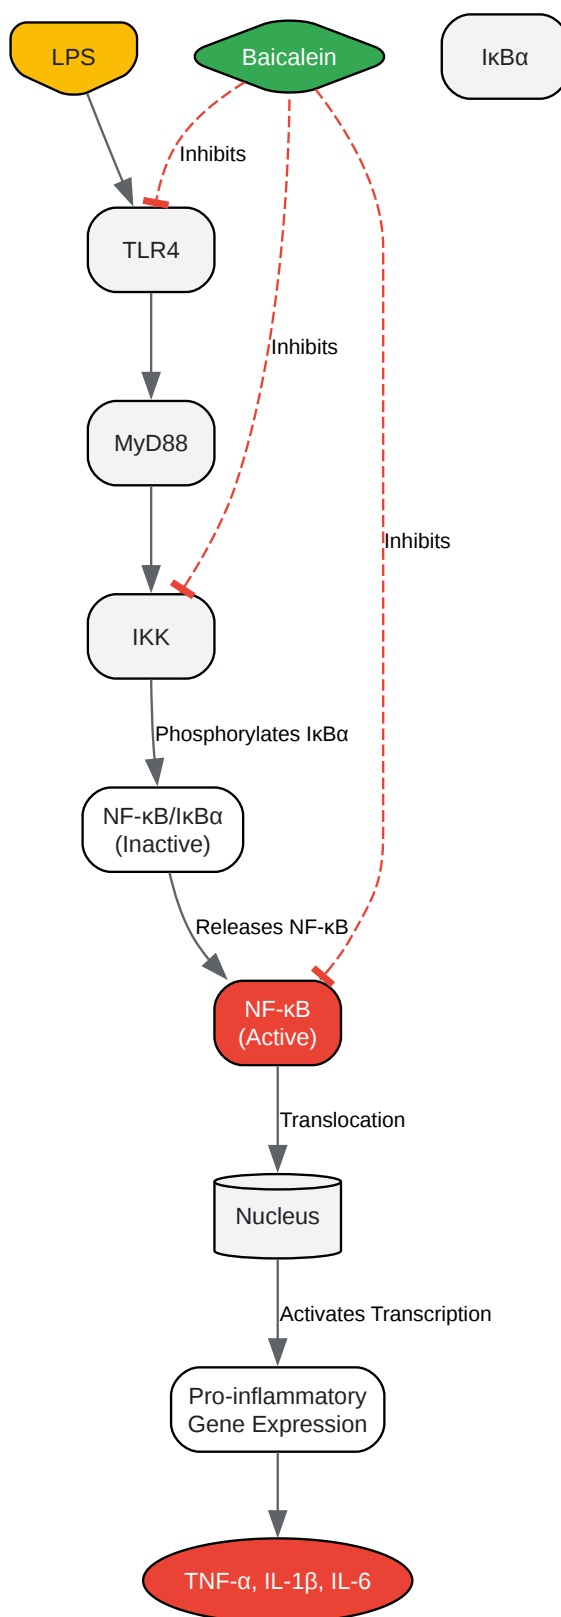 LPS
Baicalein
IκBα
Inhibits
TLR4
Inhibits
MyD88
Inhibits
IKK
Phosphorylates IκBα
NF-κB/IκBα
(Inactive)
Releases NF-κB
NF-κB
(Active)
Translocation
Nucleus
Activates Transcription
Pro-inflammatory
Gene Expression
TNF-α, IL-1β, IL-6